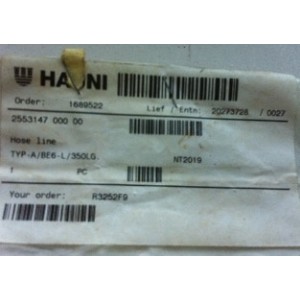 HAUNI
Order: 1689522 Lief / Entn: 20273728 / 0027
2553147 000 00
Hose line
TYP-A/BE6-L/350LG. NT2019
1 PC
Your order: R3252F9